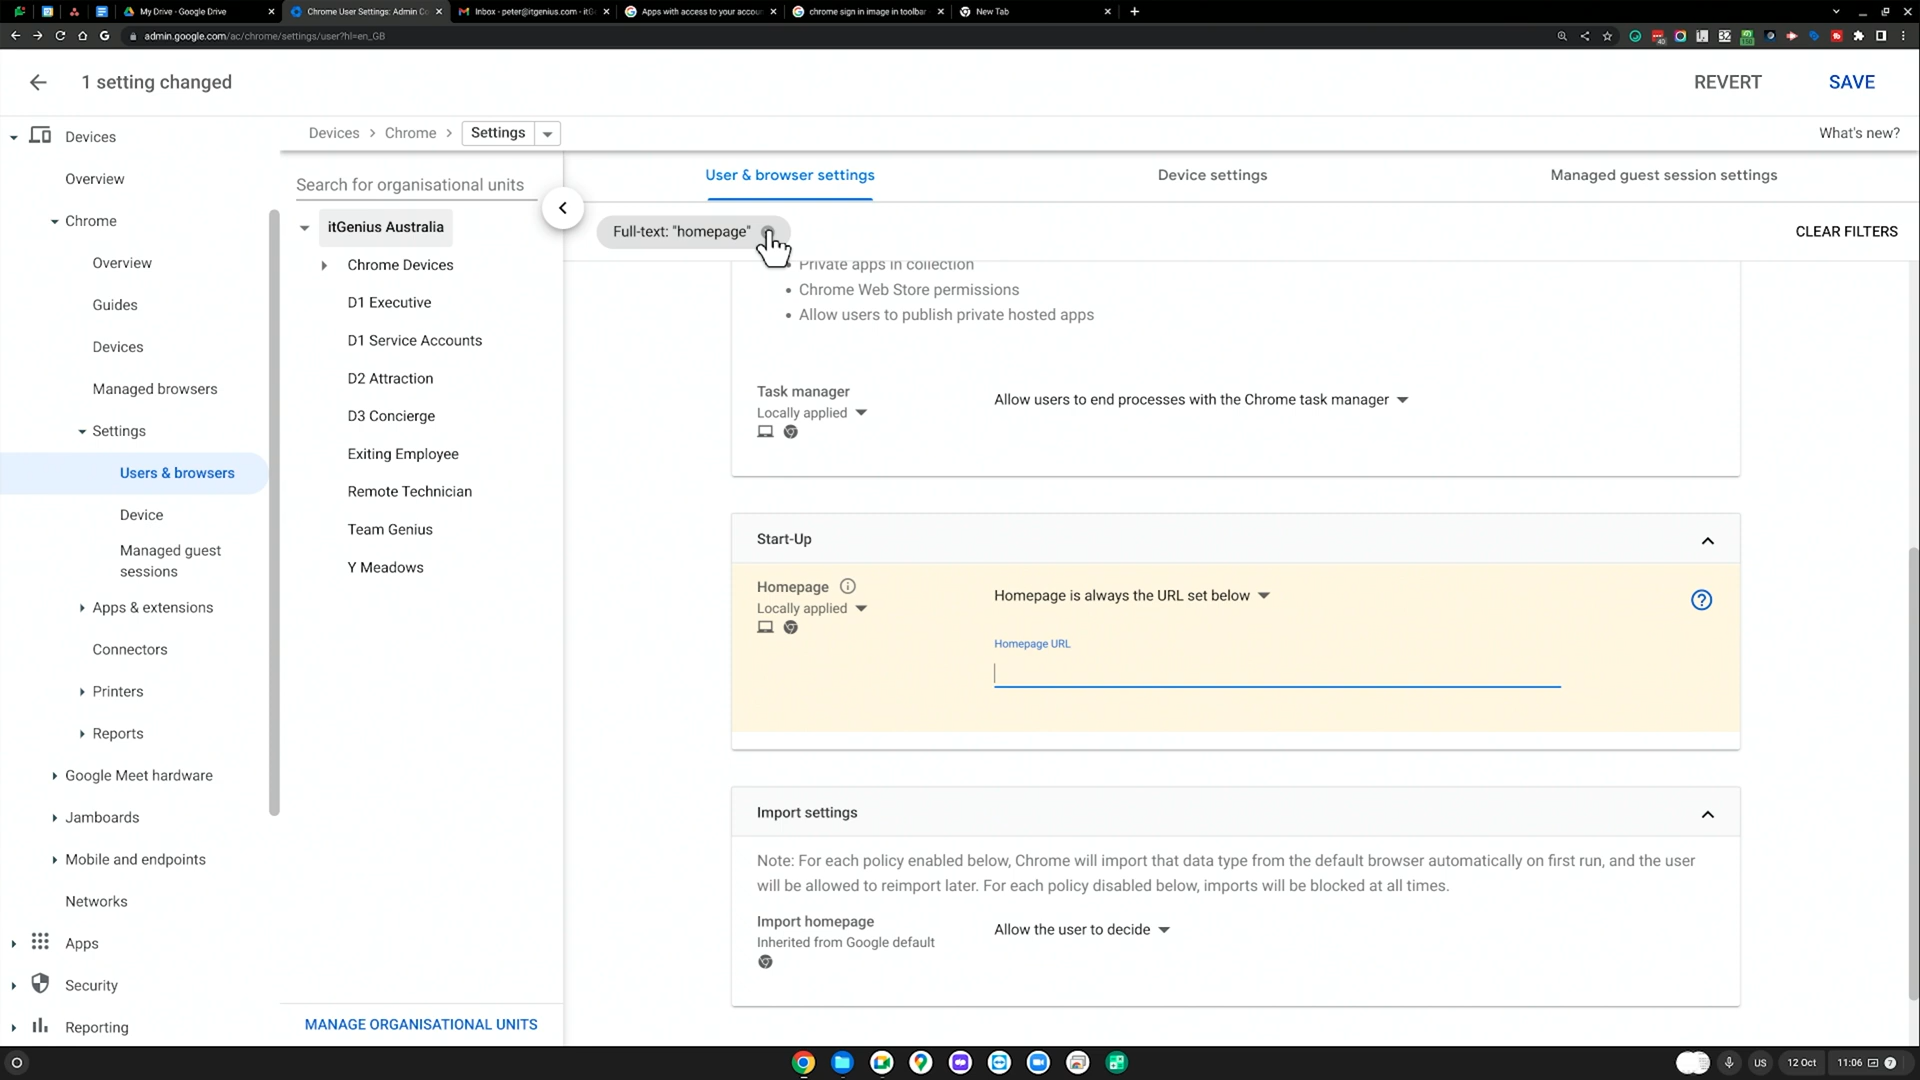 My Drive - Google Drive
Chrome User Settings: Admin Co
Inbox - peter@itgenius.com - itG
Apps with access to your accou
chrome sign in image in toolbar
New Tab
admin.google.com/ac/chrome/settings/user?hl=en_GB
1 setting changed
REVERT
SAVE
Devices
Overview
Chrome
Overview
Guides
Devices
Managed browsers
Settings
Users & browsers
Device
Managed guest
sessions
Apps & extensions
Connectors
Printers
Reports
Google Meet hardware
Jamboards
Mobile and endpoints
Networks
Apps
Security
Reporting
Devices > Chrome > Settings
What's new?
Search for organisational units
itGenius Australia
Chrome Devices
D1 Executive
D1 Service Accounts
D2 Attraction
D3 Concierge
Exiting Employee
Remote Technician
Team Genius
Y Meadows
MANAGE ORGANISATIONAL UNITS
User & browser settings
Device settings
Managed guest session settings
Full-text: "homepage"
CLEAR FILTERS
• Private apps in collection
• Chrome Web Store permissions
• Allow users to publish private hosted apps
Task manager
Locally applied
Allow users to end processes with the Chrome task manager
Start-Up
Homepage
Locally applied
Homepage is always the URL set below
Homepage URL
Import settings
Note: For each policy enabled below, Chrome will import that data type from the default browser automatically on first run, and the user
will be allowed to reimport later. For each policy disabled below, imports will be blocked at all times.
Import homepage
Inherited from Google default
Allow the user to decide
US
12 Oct
11:06
7